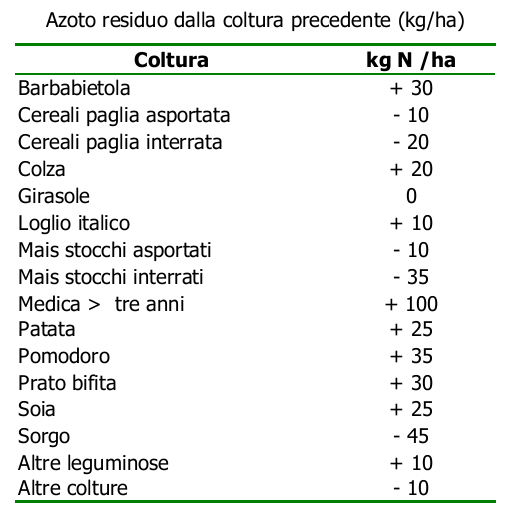 Azoto residuo dalla coltura precedente (kg/ha)
Coltura kg N /ha
Barbabietola + 30
Cereali paglia asportata - 10
Cereali paglia interrata - 20
Colza + 20
Girasole 0
Loglio italico + 10
Mais stocchi asportati - 10
Mais stocchi interrati - 35
Medica > tre anni + 100
Patata + 25
Pomodoro + 35
Prato bifita + 30
Soia + 25
Sorgo - 45
Altre leguminose + 10
Altre colture - 10